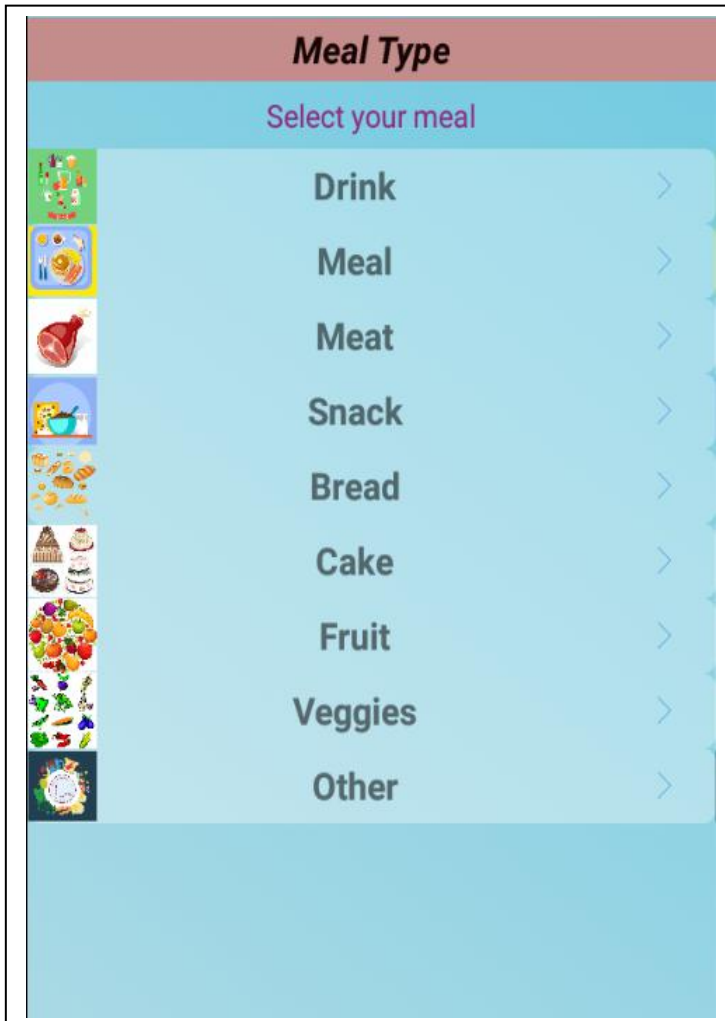 Meal Type
Select your meal
Drink
Meal
Meat
Snack
Bread
Cake
Fruit
Veggies
Other